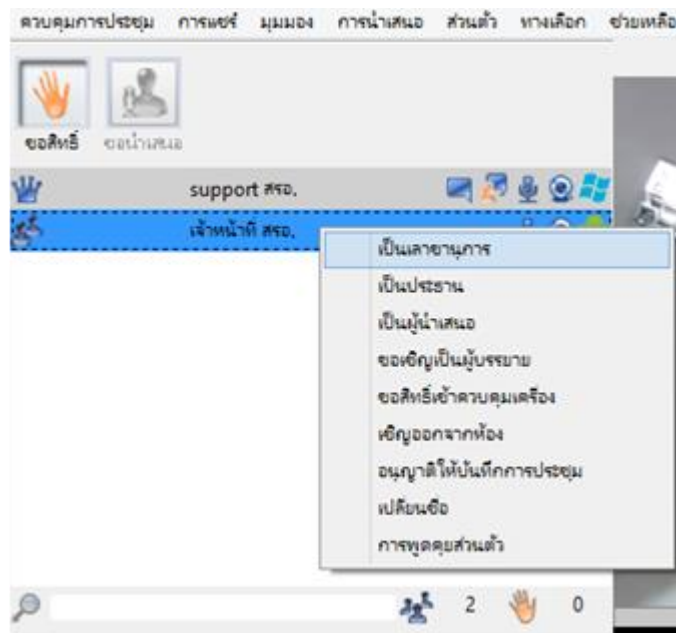 ควบคุมการประชุม การแชร์ มุมมอง การนำเสนอ ส่วนตัว ทางเลือก ช่วยเหลือ
ขอสิทธิ์ ขอนำเสนอ
support สรอ.
เจ้าหน้าที่ สรอ.
เป็นเลขานุการ
เป็นประธาน
เป็นผู้นำเสนอ
ขอเชิญเป็นผู้บรรยาย
ขอสิทธิ์เข้าควบคุมเครื่อง
เชิญออกจากห้อง
อนุญาติให้บันทึกการประชุม
เปลี่ยนชื่อ
การพูดคุยส่วนตัว
2 0